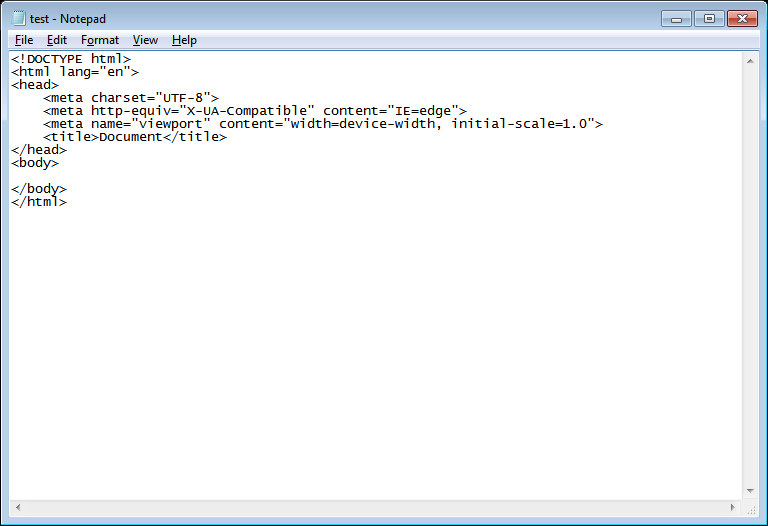 test - Notepad
File Edit Format View Help
<!DOCTYPE html>
<html lang="en">
<head>
    <meta charset="UTF-8">
    <meta http-equiv="X-UA-Compatible" content="IE=edge">
    <meta name="viewport" content="width=device-width, initial-scale=1.0">
    <title>Document</title>
</head>
<body>

</body>
</html>